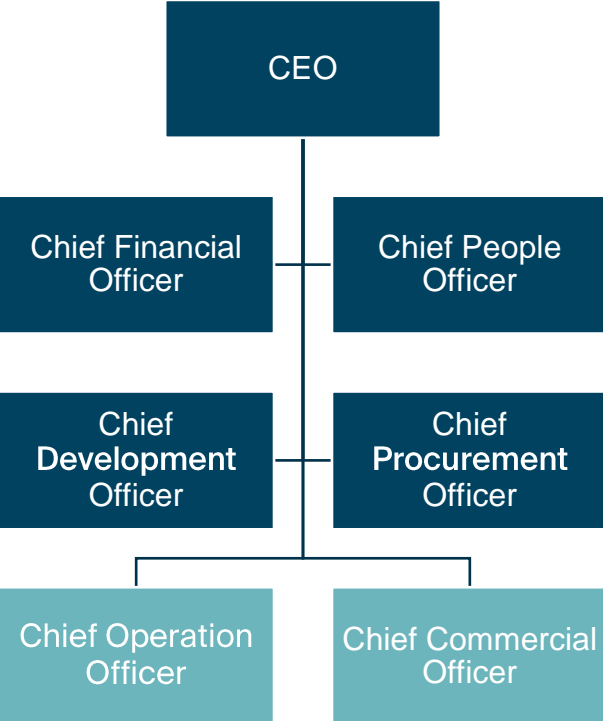 CEO
Chief Financial
Officer
Chief People
Officer
Chief
Development
Officer
Chief
Procurement
Officer
Chief Operation
Officer
Chief Commercial
Officer